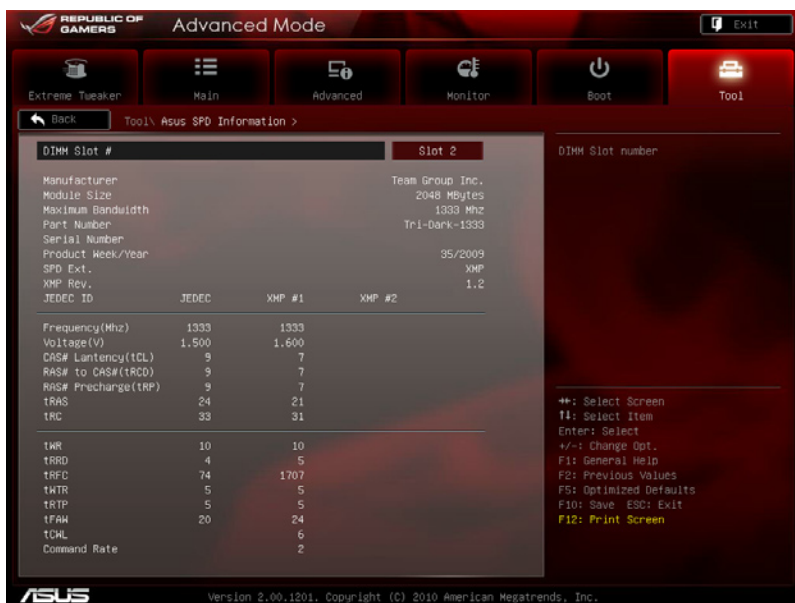 REPUBLIC OF GAMERS
Advanced Mode
Exit
Extreme Tweaker Main Advanced Monitor Boot Tool
Back Tool\ Asus SPD Information >
DIMM Slot # Slot 2
DIMM Slot number
Manufacturer Team Group Inc.
Module Size 2048 MBytes
Maximum Bandwidth 1333 Mhz
Part Number Tri-Dark-1333
Serial Number
Product Week/Year 35/2009
SPD Ext. XMP
XMP Rev. 1.2
JEDEC ID JEDEC XMP #1 XMP #2
Frequency(Mhz) 1333 1333
Voltage(V) 1.500 1.600
CAS# Lantency(tCL) 9 7
RAS# to CAS#(tRCD) 9 7
RAS# Precharge(tRP) 9 7
tRAS 24 21
tRC 33 31
tWR 10 10
tRRD 4 5
tRFC 74 1707
tWTR 5 5
tRTP 5 5
tFAW 20 24
tCWL 6
Command Rate 2
→←: Select Screen
↑↓: Select Item
Enter: Select
+/-: Change Opt.
F1: General Help
F2: Previous Values
F5: Optimized Defaults
F10: Save ESC: Exit
F12: Print Screen
ASUS
Version 2.00.1201. Copyright (C) 2010 American Megatrends, Inc.